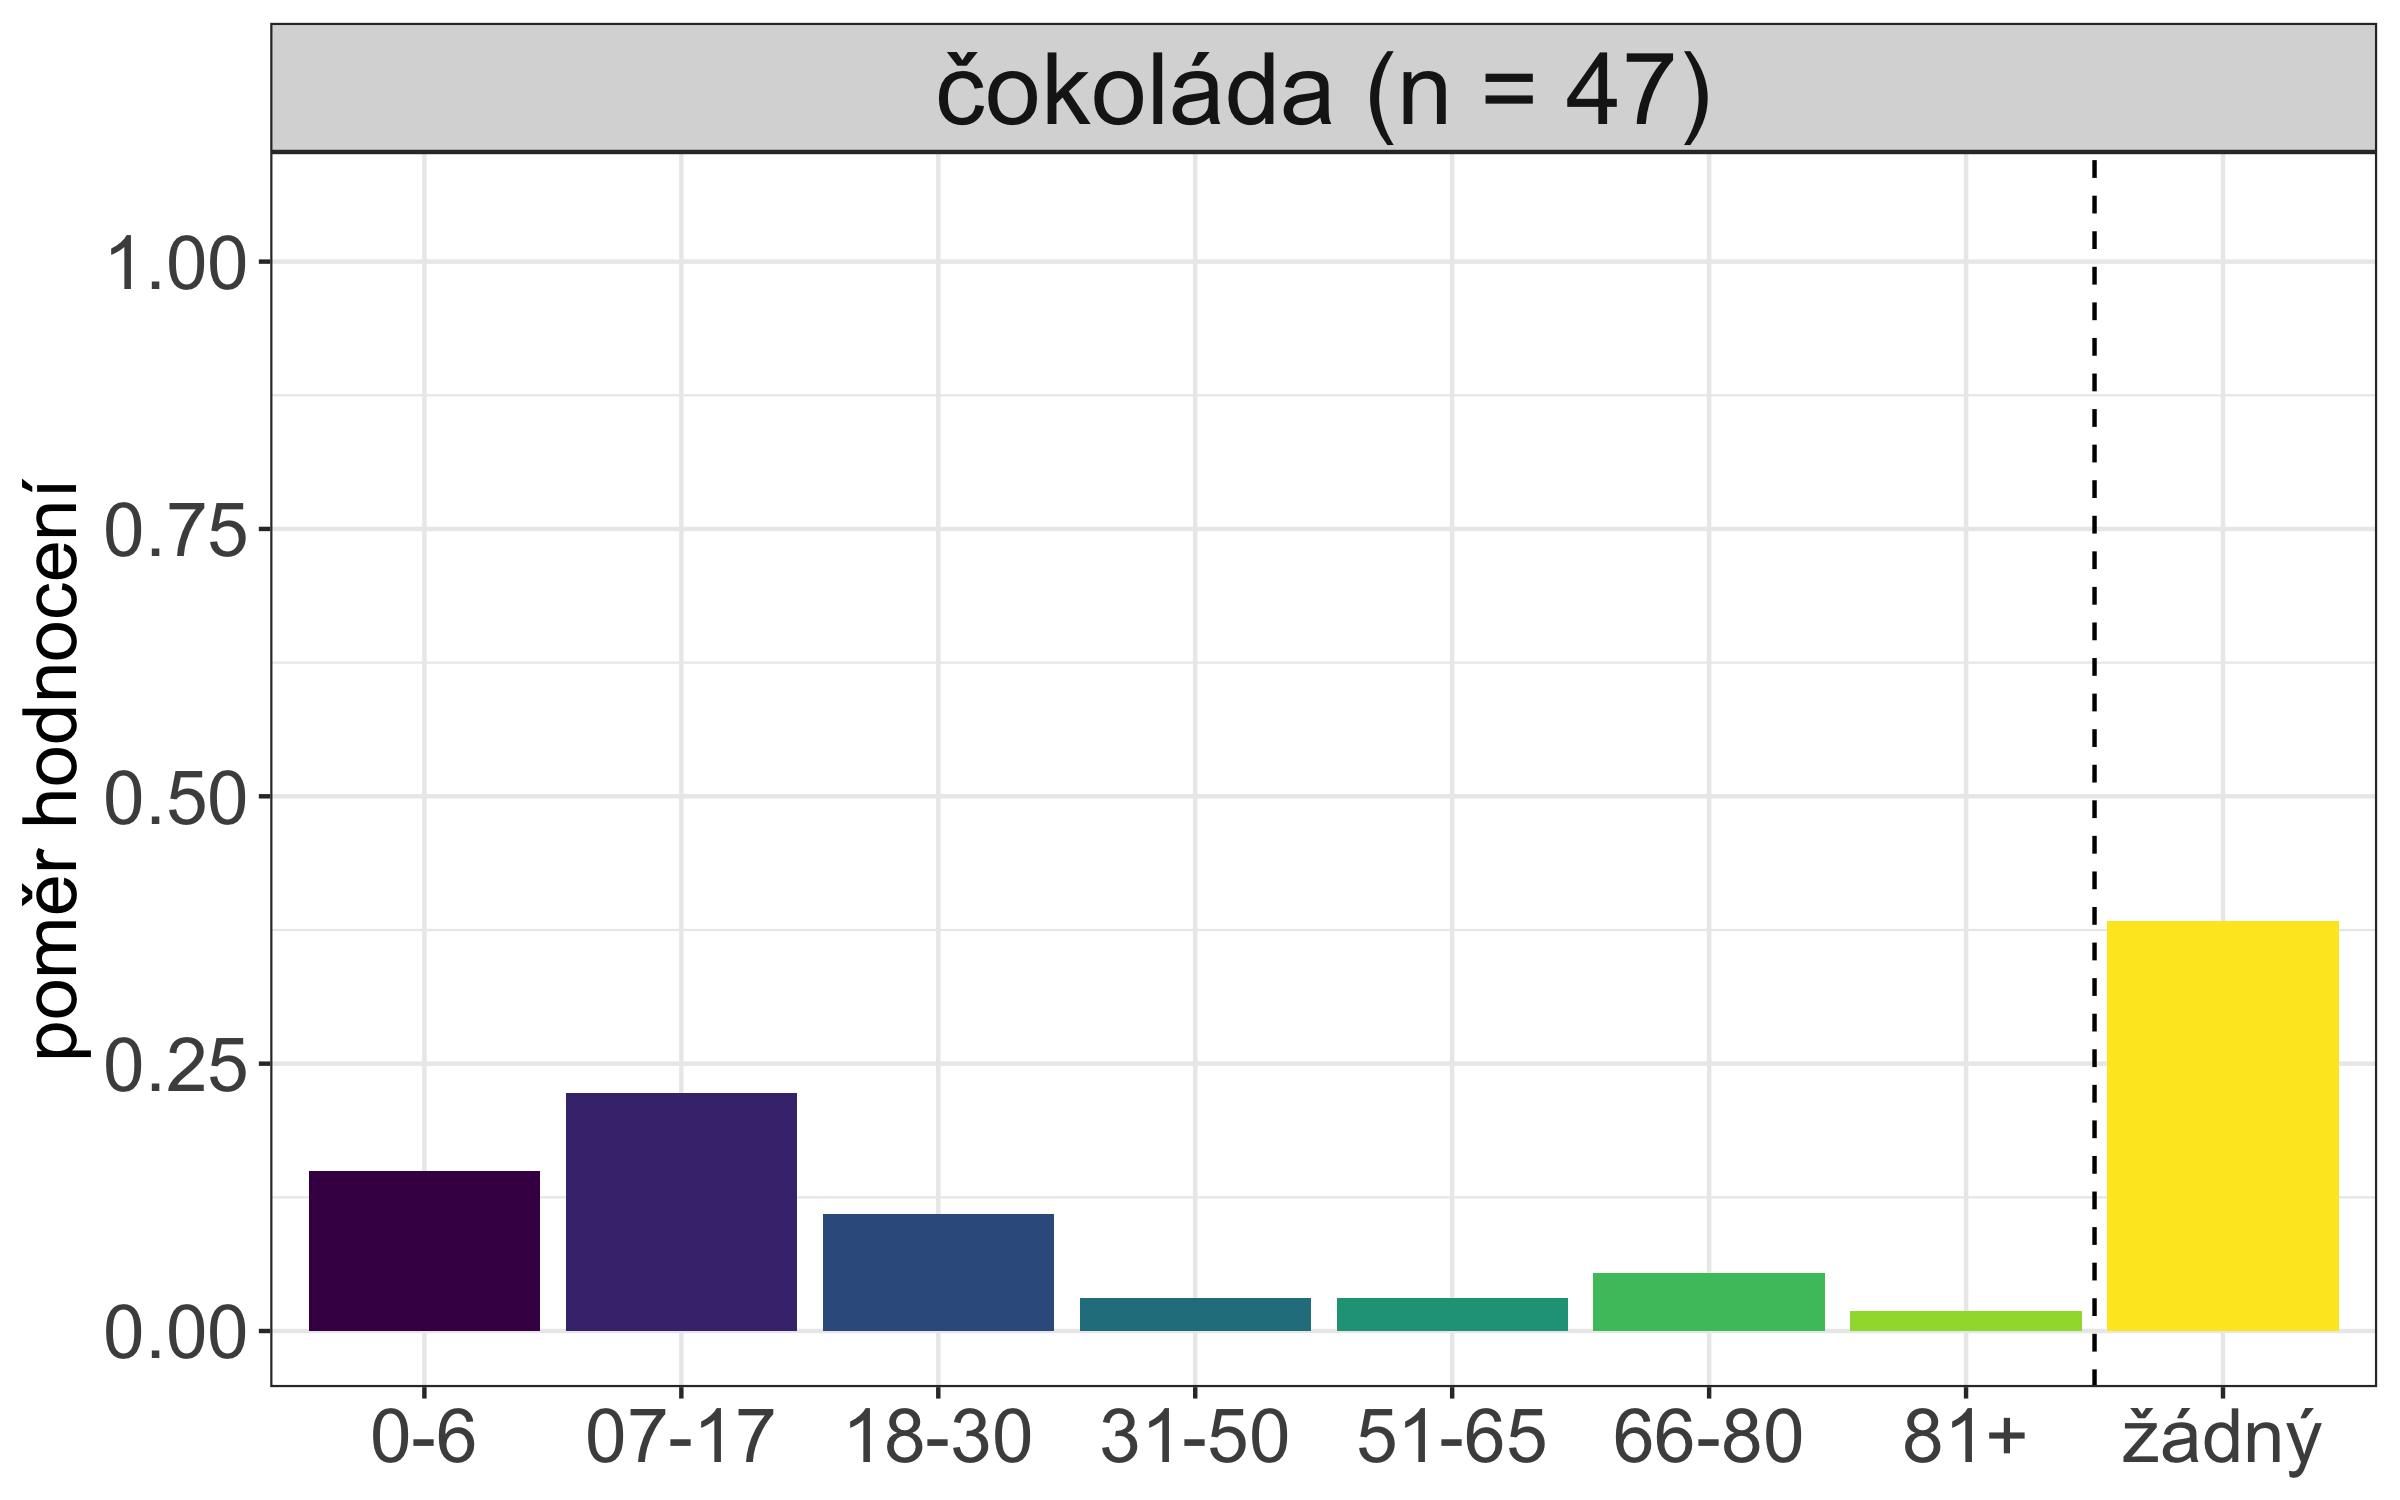 čokoláda (n = 47)
poměr hodnocení
1.00
0.75
0.50
0.25
0.00
0-6 07-17 18-30 31-50 51-65 66-80 81+ žádný